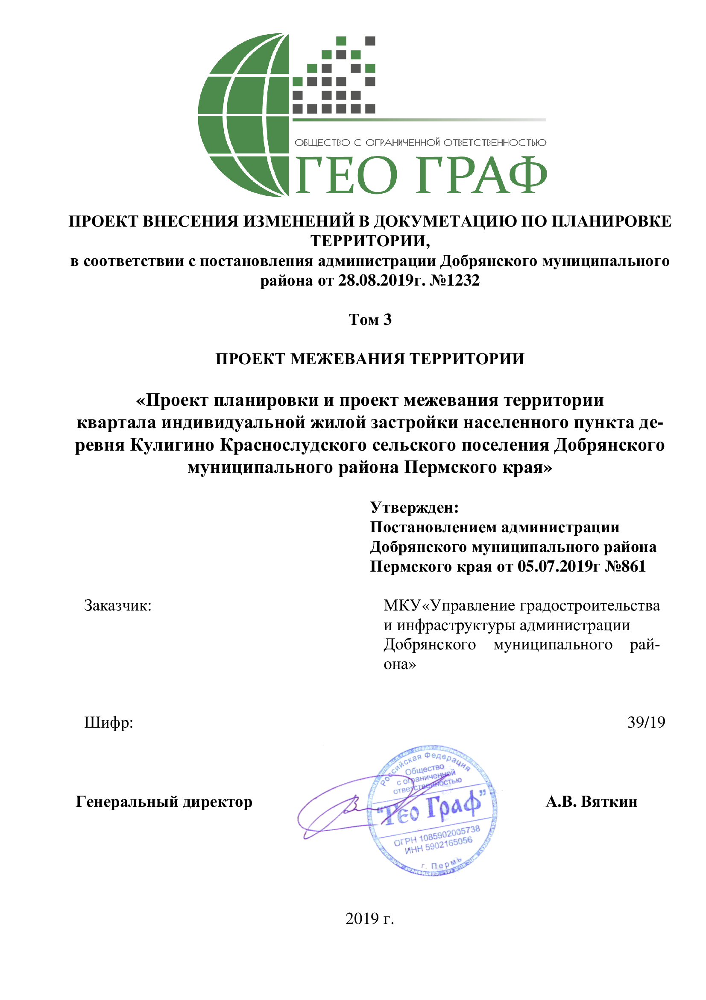 ОБЩЕСТВО С ОГРАНИЧЕННОЙ ОТВЕТСТВЕННОСТЬЮ
ГЕО ГРАФ
ПРОЕКТ ВНЕСЕНИЯ ИЗМЕНЕНИЙ В ДОКУМЕТАЦИЮ ПО ПЛАНИРОВКЕ
ТЕРРИТОРИИ,
в соответствии с постановления администрации Добрянского муниципального
района от 28.08.2019г. №1232
Том 3
ПРОЕКТ МЕЖЕВАНИЯ ТЕРРИТОРИИ
«Проект планировки и проект межевания территории
квартала индивидуальной жилой застройки населенного пункта де-
ревня Кулигино Краснослудского сельского поселения Добрянского
муниципального района Пермского края»
Утвержден:
Постановлением администрации
Добрянского муниципального района
Пермского края от 05.07.2019г №861
Заказчик:
МКУ«Управление градостроительства
и инфраструктуры администрации
Добрянского муниципального рай-
она»
Шифр: 39/19
Российская Федерация
Общество
с ограниченной
ответственностью
"Гео Граф"
ОГРН 1085902005738
ИНН 5902165056
г. Пермь
Генеральный директор А.В. Вяткин
2019 г.